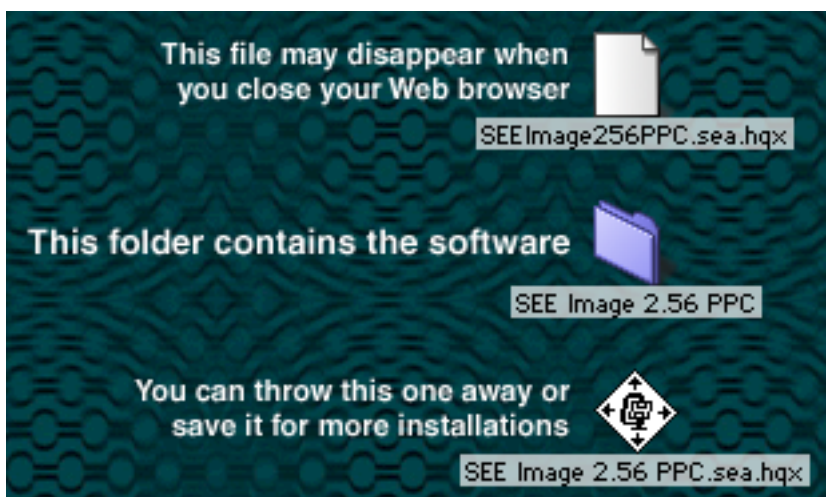 This file may disappear when
you close your Web browser
SEEImage256PPC.sea.hqx
This folder contains the software
SEE Image 2.56 PPC
You can throw this one away or
save it for more installations
SEE Image 2.56 PPC.sea.hqx